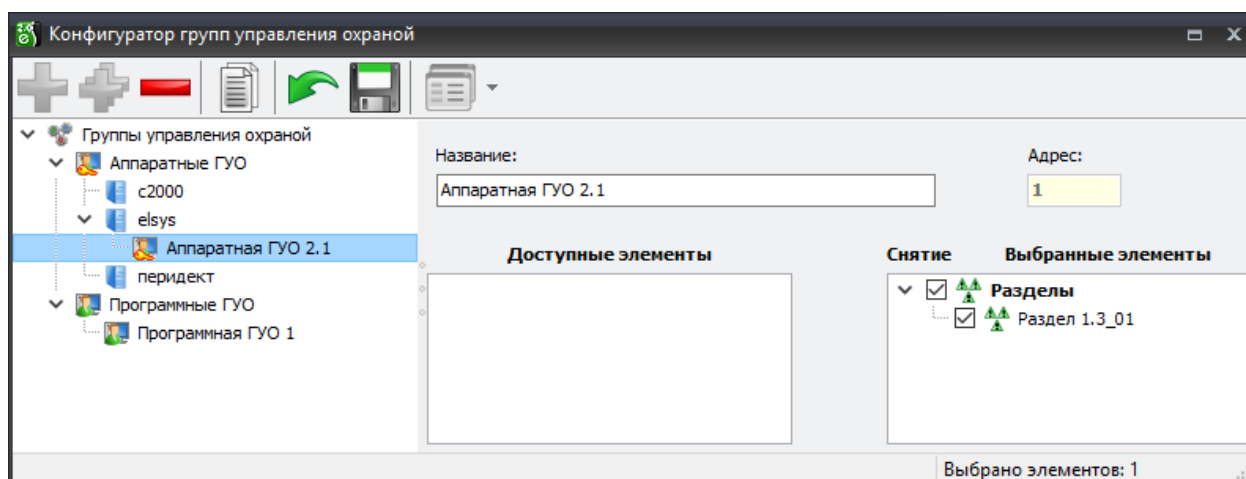 Конфигуратор групп управления охраной
Группы управления охраной
Аппаратные ГУО
c2000
elsys
Аппаратная ГУО 2.1
перидект
Программные ГУО
Программная ГУО 1
Название:
Адрес:
Аппаратная ГУО 2.1
1
Доступные элементы
Снятие
Выбранные элементы
Разделы
Раздел 1.3_01
Выбрано элементов: 1